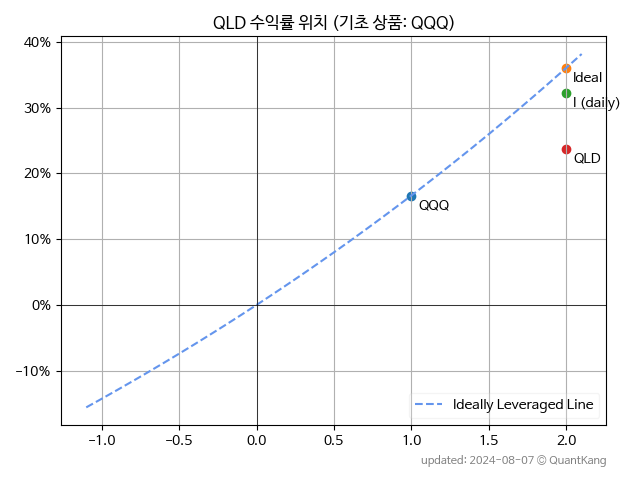 QLD 수익률 위치 (기초 상품: QQQ)
40%
30%
20%
10%
0%
−10%
Ideal
I (daily)
QLD
QQQ
Ideally Leveraged Line
−1.0 −0.5 0.0 0.5 1.0 1.5 2.0
updated: 2024-08-07 © QuantKang